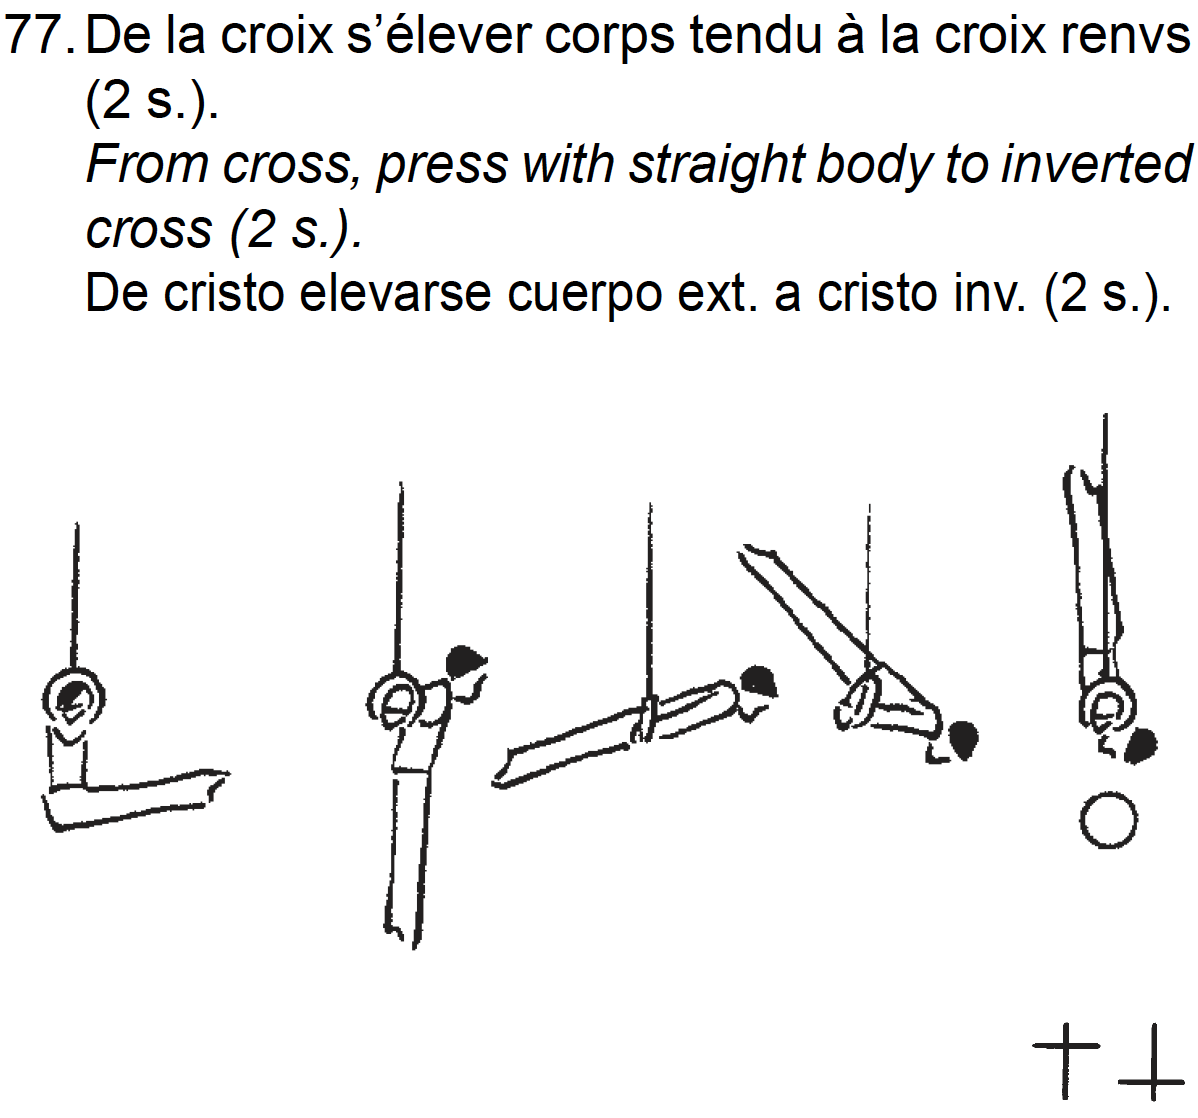 77. De la croix s’élever corps tendu à la croix renvs
(2 s.).
From cross, press with straight body to inverted
cross (2 s.).
De cristo elevarse cuerpo ext. a cristo inv. (2 s.).